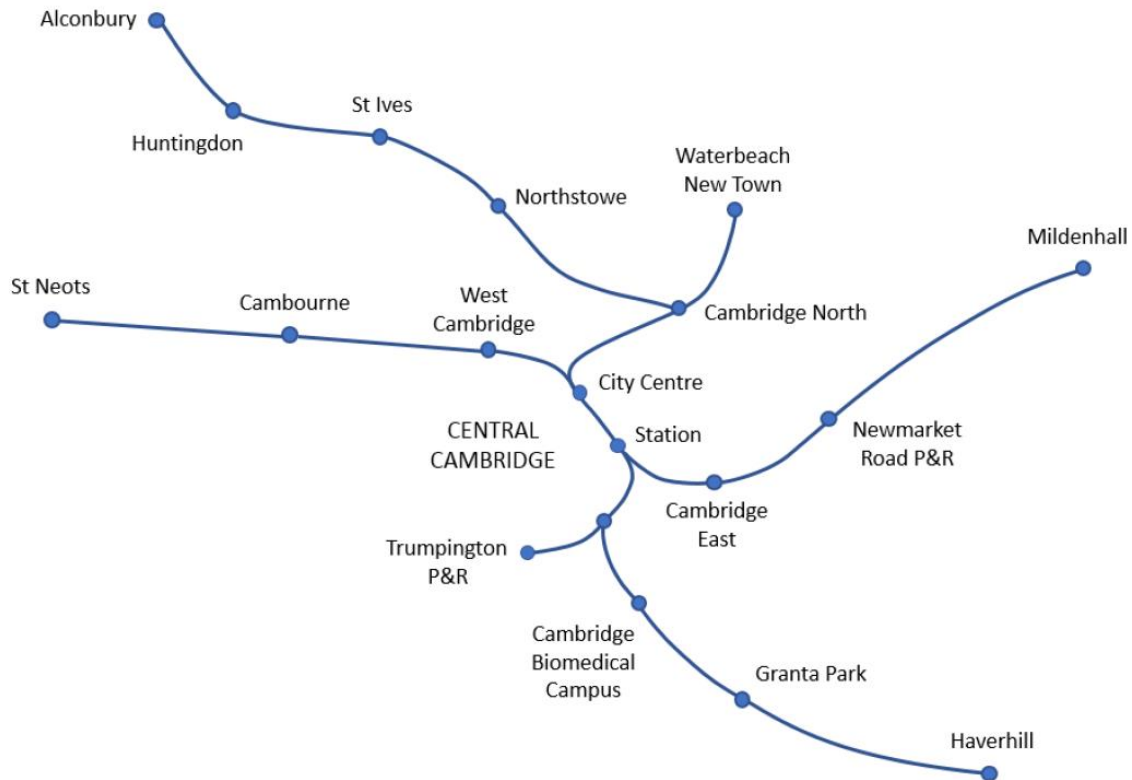 Alconbury
St Ives
Huntingdon
Waterbeach
New Town
Northstowe
Mildenhall
St Neots
Cambourne
West
Cambridge
Cambridge North
City Centre
CENTRAL
CAMBRIDGE
Station
Newmarket
Road P&R
Cambridge
East
Trumpington
P&R
Cambridge
Biomedical
Campus
Granta Park
Haverhill